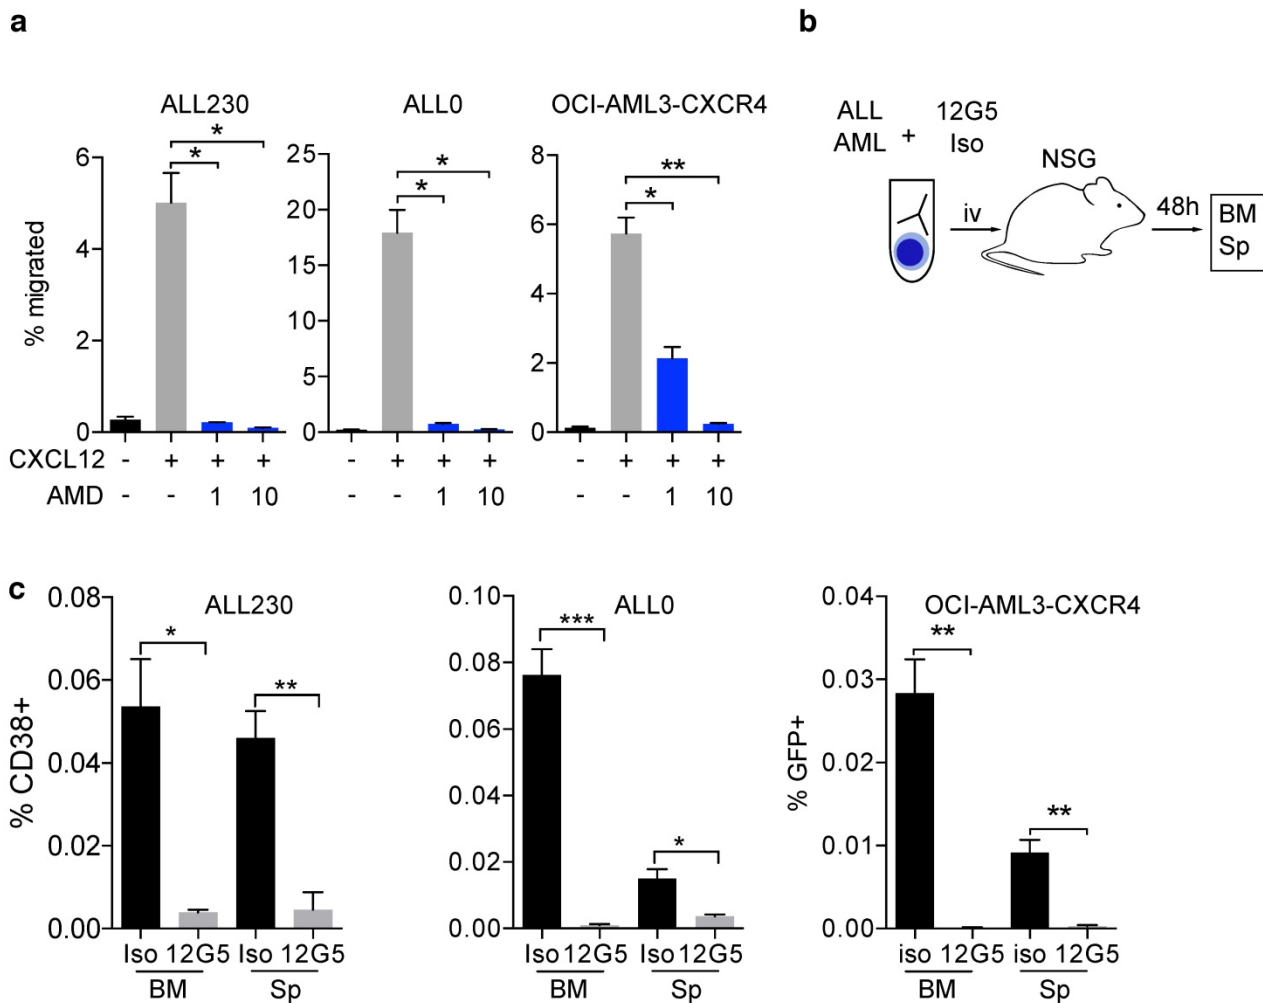 a
ALL230
ALL0
OCI-AML3-CXCR4
% migrated
6
4
2
0
*
*
25
20
15
10
5
0
*
*
8
6
4
2
0
*
**
CXCL12 - + + + - + + + - + + +
AMD - - 1 10 - - 1 10 - - 1 10
b
ALL 12G5
AML + Iso
NSG
iv
48h
BM
Sp
c
ALL230
% CD38+
0.08
0.06
0.04
0.02
0.00
*
**
Iso 12G5 Iso 12G5
BM Sp
ALL0
0.10
0.08
0.06
0.04
0.02
0.00
***
*
Iso 12G5 Iso 12G5
BM Sp
OCI-AML3-CXCR4
% GFP+
0.04
0.03
0.02
0.01
0.00
**
**
iso 12G5 iso 12G5
BM Sp